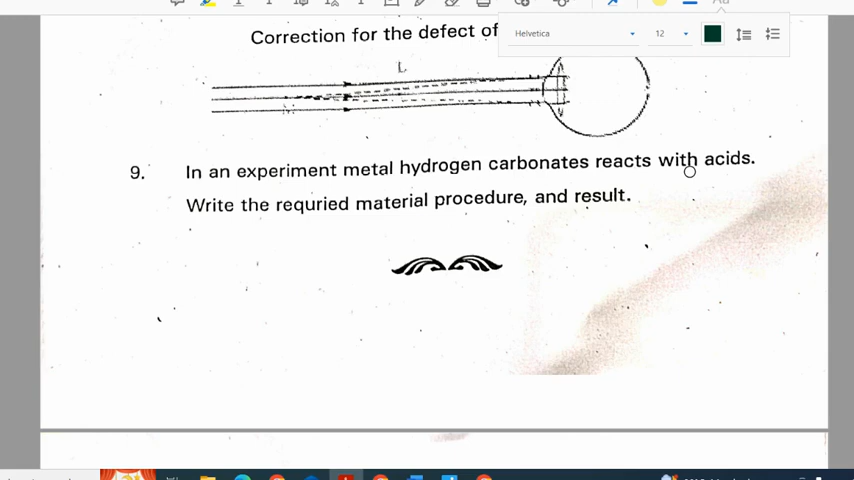 Correction for the defect of
Helvetica
12
L
N
9. In an experiment metal hydrogen carbonates reacts with acids.
Write the requried material procedure, and result.